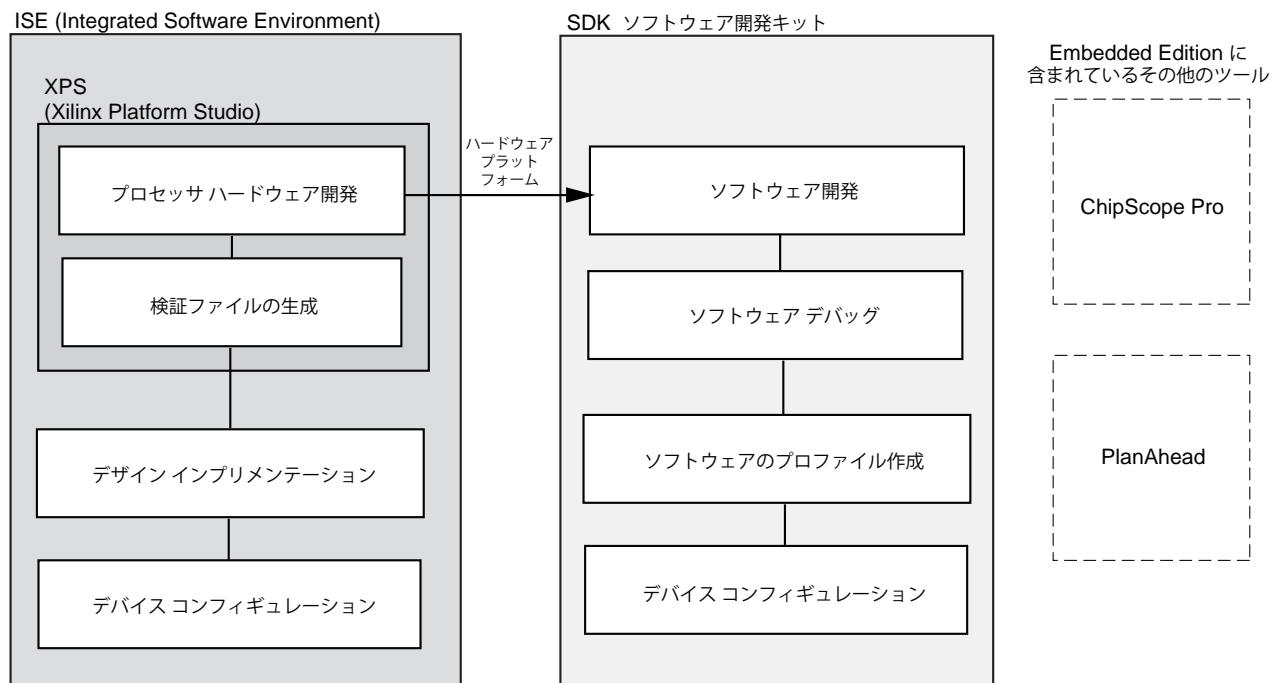 ISE (Integrated Software Environment)
XPS
(Xilinx Platform Studio)
プロセッサ ハードウェア開発
検証ファイルの生成
デザイン インプリメンテーション
デバイス コンフィギュレーション
ハードウェア
プラット
フォーム
SDK ソフトウェア開発キット
ソフトウェア開発
ソフトウェア デバッグ
ソフトウェアのプロファイル作成
デバイス コンフィギュレーション
Embedded Edition に
含まれているその他のツール
ChipScope Pro
PlanAhead